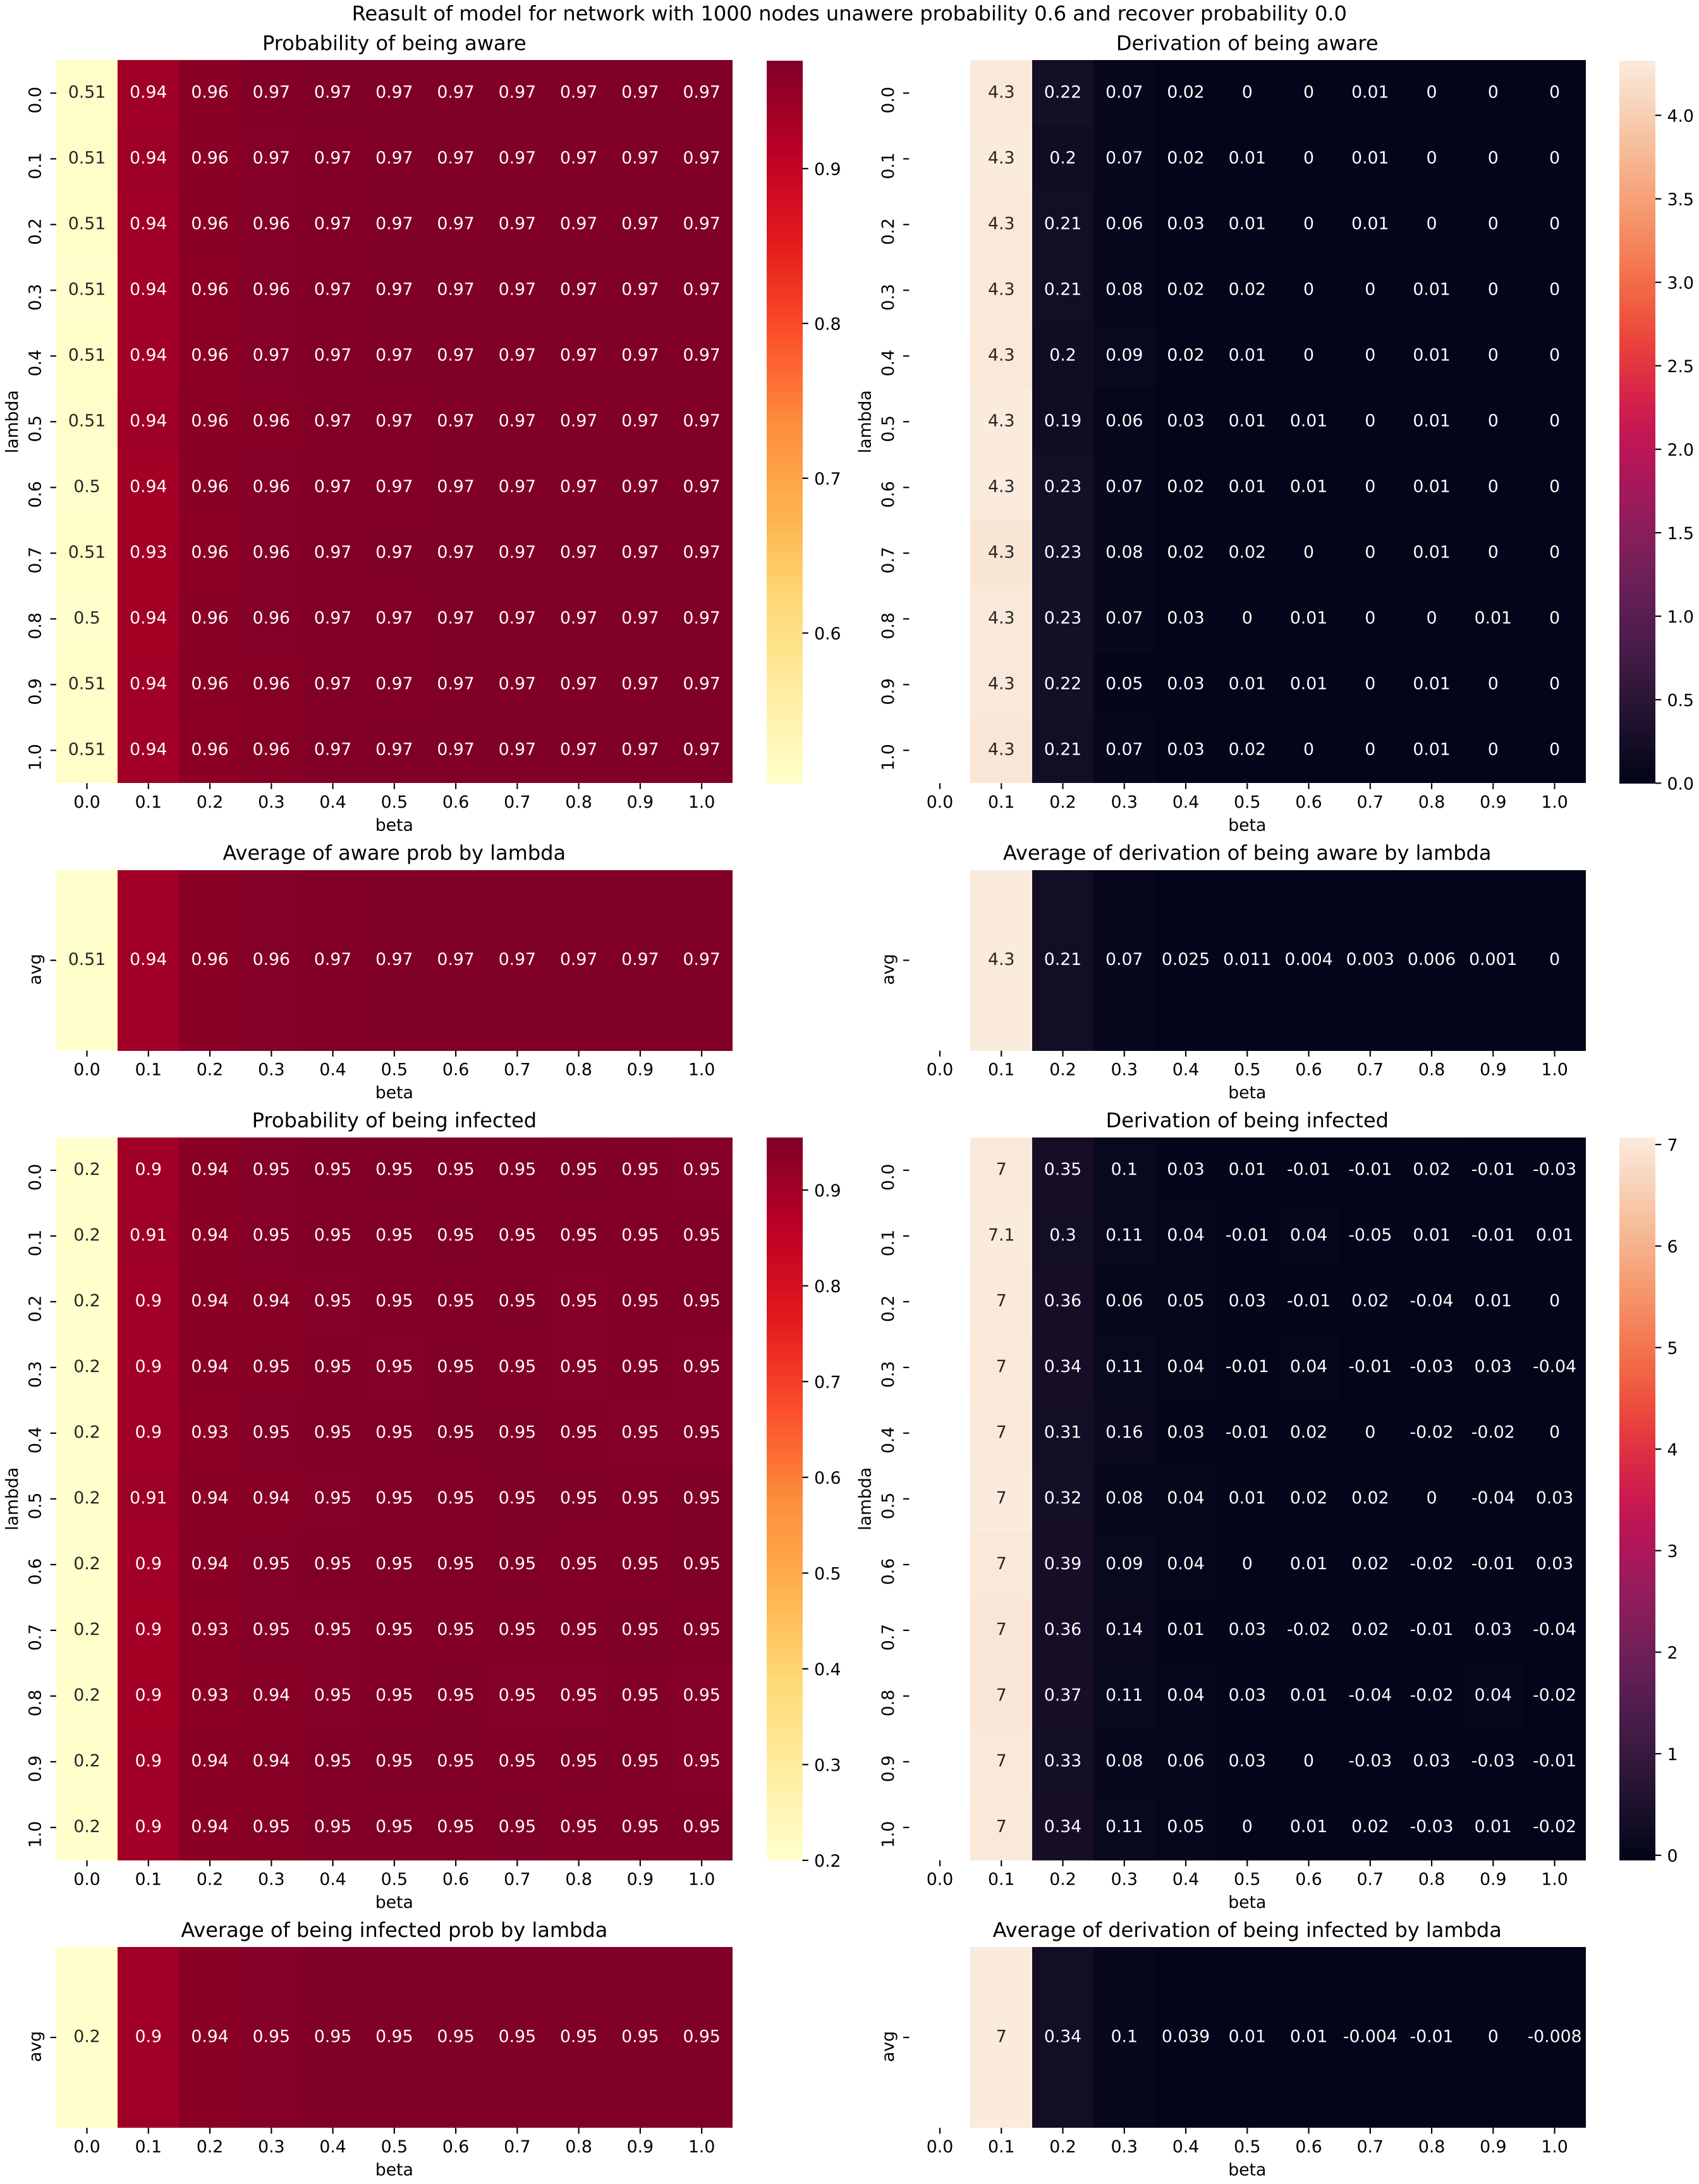 Reasult of model for network with 1000 nodes unawere probability 0.6 and recover probability 0.0
Probability of being aware
0.0 0.51 0.94 0.96 0.97 0.97 0.97 0.97 0.97 0.97 0.97 0.97
0.1 0.51 0.94 0.96 0.97 0.97 0.97 0.97 0.97 0.97 0.97 0.97
0.2 0.51 0.94 0.96 0.96 0.97 0.97 0.97 0.97 0.97 0.97 0.97
0.3 0.51 0.94 0.96 0.96 0.97 0.97 0.97 0.97 0.97 0.97 0.97
0.4 0.51 0.94 0.96 0.97 0.97 0.97 0.97 0.97 0.97 0.97 0.97
0.5 0.51 0.94 0.96 0.97 0.97 0.97 0.97 0.97 0.97 0.97 0.97
0.6 0.5 0.94 0.96 0.96 0.97 0.97 0.97 0.97 0.97 0.97 0.97
0.7 0.51 0.93 0.96 0.96 0.97 0.97 0.97 0.97 0.97 0.97 0.97
0.8 0.5 0.94 0.96 0.96 0.97 0.97 0.97 0.97 0.97 0.97 0.97
0.9 0.51 0.94 0.96 0.96 0.97 0.97 0.97 0.97 0.97 0.97 0.97
1.0 0.51 0.94 0.96 0.96 0.97 0.97 0.97 0.97 0.97 0.97 0.97
lambda
0.0 0.1 0.2 0.3 0.4 0.5 0.6 0.7 0.8 0.9 1.0
beta
0.9
0.8
0.7
0.6
Derivation of being aware
0.0 4.3 0.22 0.07 0.02 0 0 0.01 0 0 0
0.1 4.3 0.2 0.07 0.02 0.01 0 0.01 0 0 0
0.2 4.3 0.21 0.06 0.03 0.01 0 0.01 0 0 0
0.3 4.3 0.21 0.08 0.02 0.02 0 0 0.01 0 0
0.4 4.3 0.2 0.09 0.02 0.01 0 0 0.01 0 0
0.5 4.3 0.19 0.06 0.03 0.01 0.01 0 0.01 0 0
0.6 4.3 0.23 0.07 0.02 0.01 0.01 0 0.01 0 0
0.7 4.3 0.23 0.08 0.02 0.02 0 0 0.01 0 0
0.8 4.3 0.23 0.07 0.03 0 0.01 0 0 0.01 0
0.9 4.3 0.22 0.05 0.03 0.01 0.01 0 0.01 0 0
1.0 4.3 0.21 0.07 0.03 0.02 0 0 0.01 0 0
lambda
0.0 0.1 0.2 0.3 0.4 0.5 0.6 0.7 0.8 0.9 1.0
beta
4.0
3.5
3.0
2.5
2.0
1.5
1.0
0.5
0.0
Average of aware prob by lambda
avg 0.51 0.94 0.96 0.96 0.97 0.97 0.97 0.97 0.97 0.97 0.97
0.0 0.1 0.2 0.3 0.4 0.5 0.6 0.7 0.8 0.9 1.0
beta
Average of derivation of being aware by lambda
avg 4.3 0.21 0.07 0.025 0.011 0.004 0.003 0.006 0.001 0
0.0 0.1 0.2 0.3 0.4 0.5 0.6 0.7 0.8 0.9 1.0
beta
Probability of being infected
0.0 0.2 0.9 0.94 0.95 0.95 0.95 0.95 0.95 0.95 0.95 0.95
0.1 0.2 0.91 0.94 0.95 0.95 0.95 0.95 0.95 0.95 0.95 0.95
0.2 0.2 0.9 0.94 0.94 0.95 0.95 0.95 0.95 0.95 0.95 0.95
0.3 0.2 0.9 0.94 0.95 0.95 0.95 0.95 0.95 0.95 0.95 0.95
0.4 0.2 0.9 0.93 0.95 0.95 0.95 0.95 0.95 0.95 0.95 0.95
0.5 0.2 0.91 0.94 0.94 0.95 0.95 0.95 0.95 0.95 0.95 0.95
0.6 0.2 0.9 0.94 0.95 0.95 0.95 0.95 0.95 0.95 0.95 0.95
0.7 0.2 0.9 0.93 0.95 0.95 0.95 0.95 0.95 0.95 0.95 0.95
0.8 0.2 0.9 0.93 0.94 0.95 0.95 0.95 0.95 0.95 0.95 0.95
0.9 0.2 0.9 0.94 0.94 0.95 0.95 0.95 0.95 0.95 0.95 0.95
1.0 0.2 0.9 0.94 0.95 0.95 0.95 0.95 0.95 0.95 0.95 0.95
lambda
0.0 0.1 0.2 0.3 0.4 0.5 0.6 0.7 0.8 0.9 1.0
beta
0.9
0.8
0.7
0.6
0.5
0.4
0.3
0.2
Derivation of being infected
0.0 7 0.35 0.1 0.03 0.01 -0.01 -0.01 0.02 -0.01 -0.03
0.1 7.1 0.3 0.11 0.04 -0.01 0.04 -0.05 0.01 -0.01 0.01
0.2 7 0.36 0.06 0.05 0.03 -0.01 0.02 -0.04 0.01 0
0.3 7 0.34 0.11 0.04 -0.01 0.04 -0.01 -0.03 0.03 -0.04
0.4 7 0.31 0.16 0.03 -0.01 0.02 0 -0.02 -0.02 0
0.5 7 0.32 0.08 0.04 0.01 0.02 0.02 0 -0.04 0.03
0.6 7 0.39 0.09 0.04 0 0.01 0.02 -0.02 -0.01 0.03
0.7 7 0.36 0.14 0.01 0.03 -0.02 0.02 -0.01 0.03 -0.04
0.8 7 0.37 0.11 0.04 0.03 0.01 -0.04 -0.02 0.04 -0.02
0.9 7 0.33 0.08 0.06 0.03 0 -0.03 0.03 -0.03 -0.01
1.0 7 0.34 0.11 0.05 0 0.01 0.02 -0.03 0.01 -0.02
lambda
0.0 0.1 0.2 0.3 0.4 0.5 0.6 0.7 0.8 0.9 1.0
beta
7
6
5
4
3
2
1
0
Average of being infected prob by lambda
avg 0.2 0.9 0.94 0.95 0.95 0.95 0.95 0.95 0.95 0.95 0.95
0.0 0.1 0.2 0.3 0.4 0.5 0.6 0.7 0.8 0.9 1.0
beta
Average of derivation of being infected by lambda
avg 7 0.34 0.1 0.039 0.01 0.01 -0.004 -0.01 0 -0.008
0.0 0.1 0.2 0.3 0.4 0.5 0.6 0.7 0.8 0.9 1.0
beta